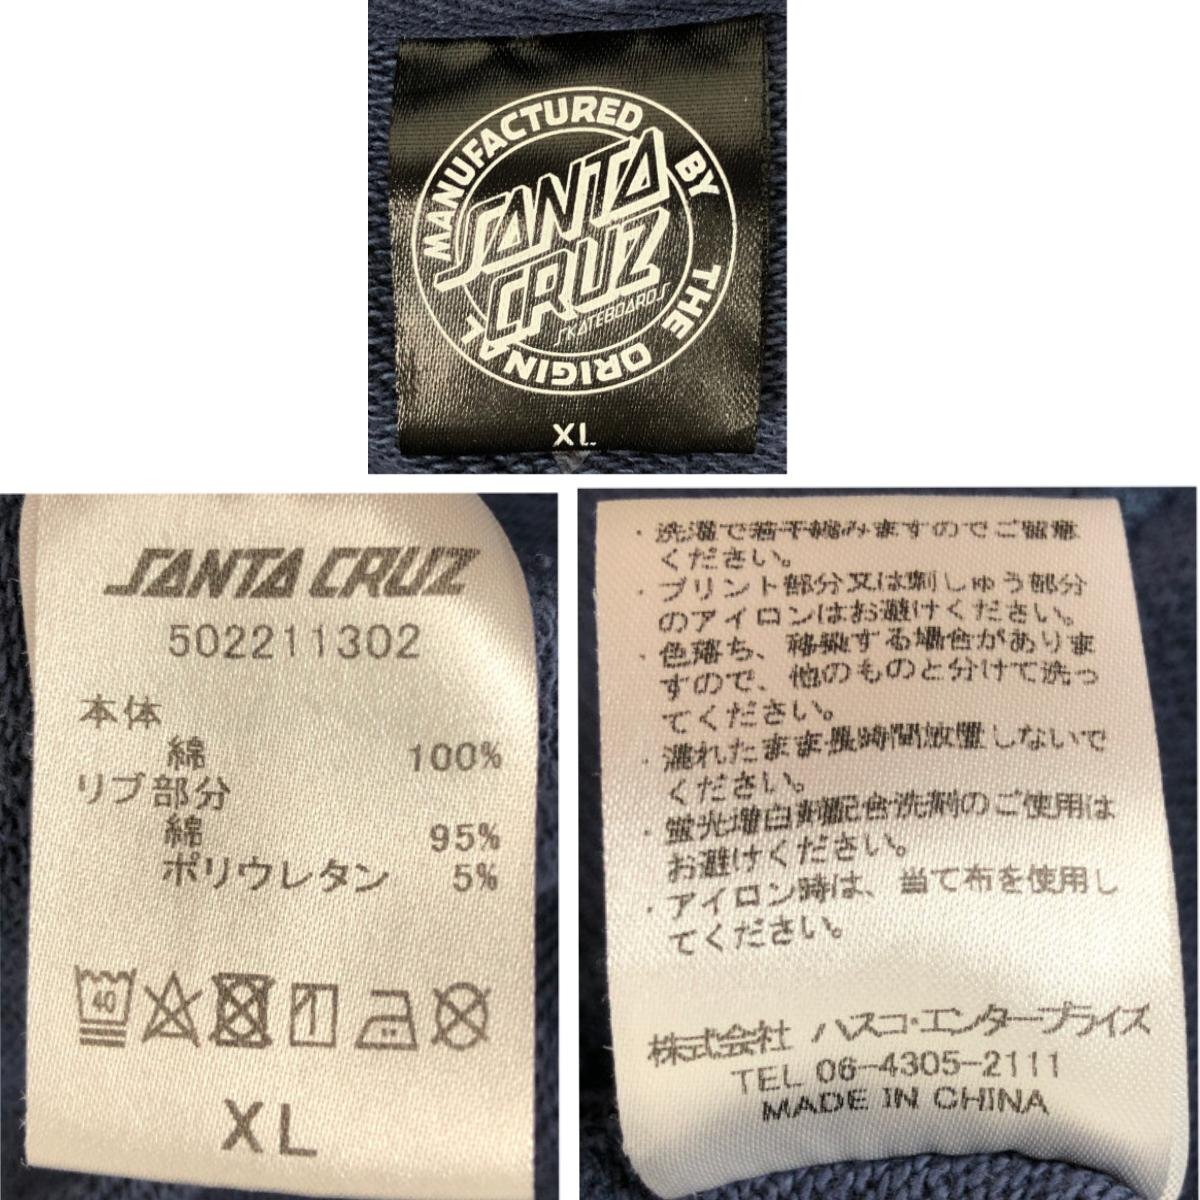 MANUFACTURED BY THE ORIGINAL
SANTA
CRUZ
SKATEBOARDS
XL
SANTA CRUZ
502211302
本体
綿 100%
リブ部分
綿 95%
ポリウレタン 5%
40
XL
・洗濯で若干縮みますのでご留意
ください。
・プリント部分又は刺しゅう部分
のアイロンはお避けください。
・色落ち、移染する場合がありま
すので、他のものと分けて洗っ
てください。
・濡れたまま長時間放置しないで
ください。
・蛍光増白剤配合洗剤のご使用は
お避けください。
・アイロン時は、当て布を使用し
てください。
株式会社 ハスコ・エンタープライズ
TEL 06-4305-2111
MADE IN CHINA